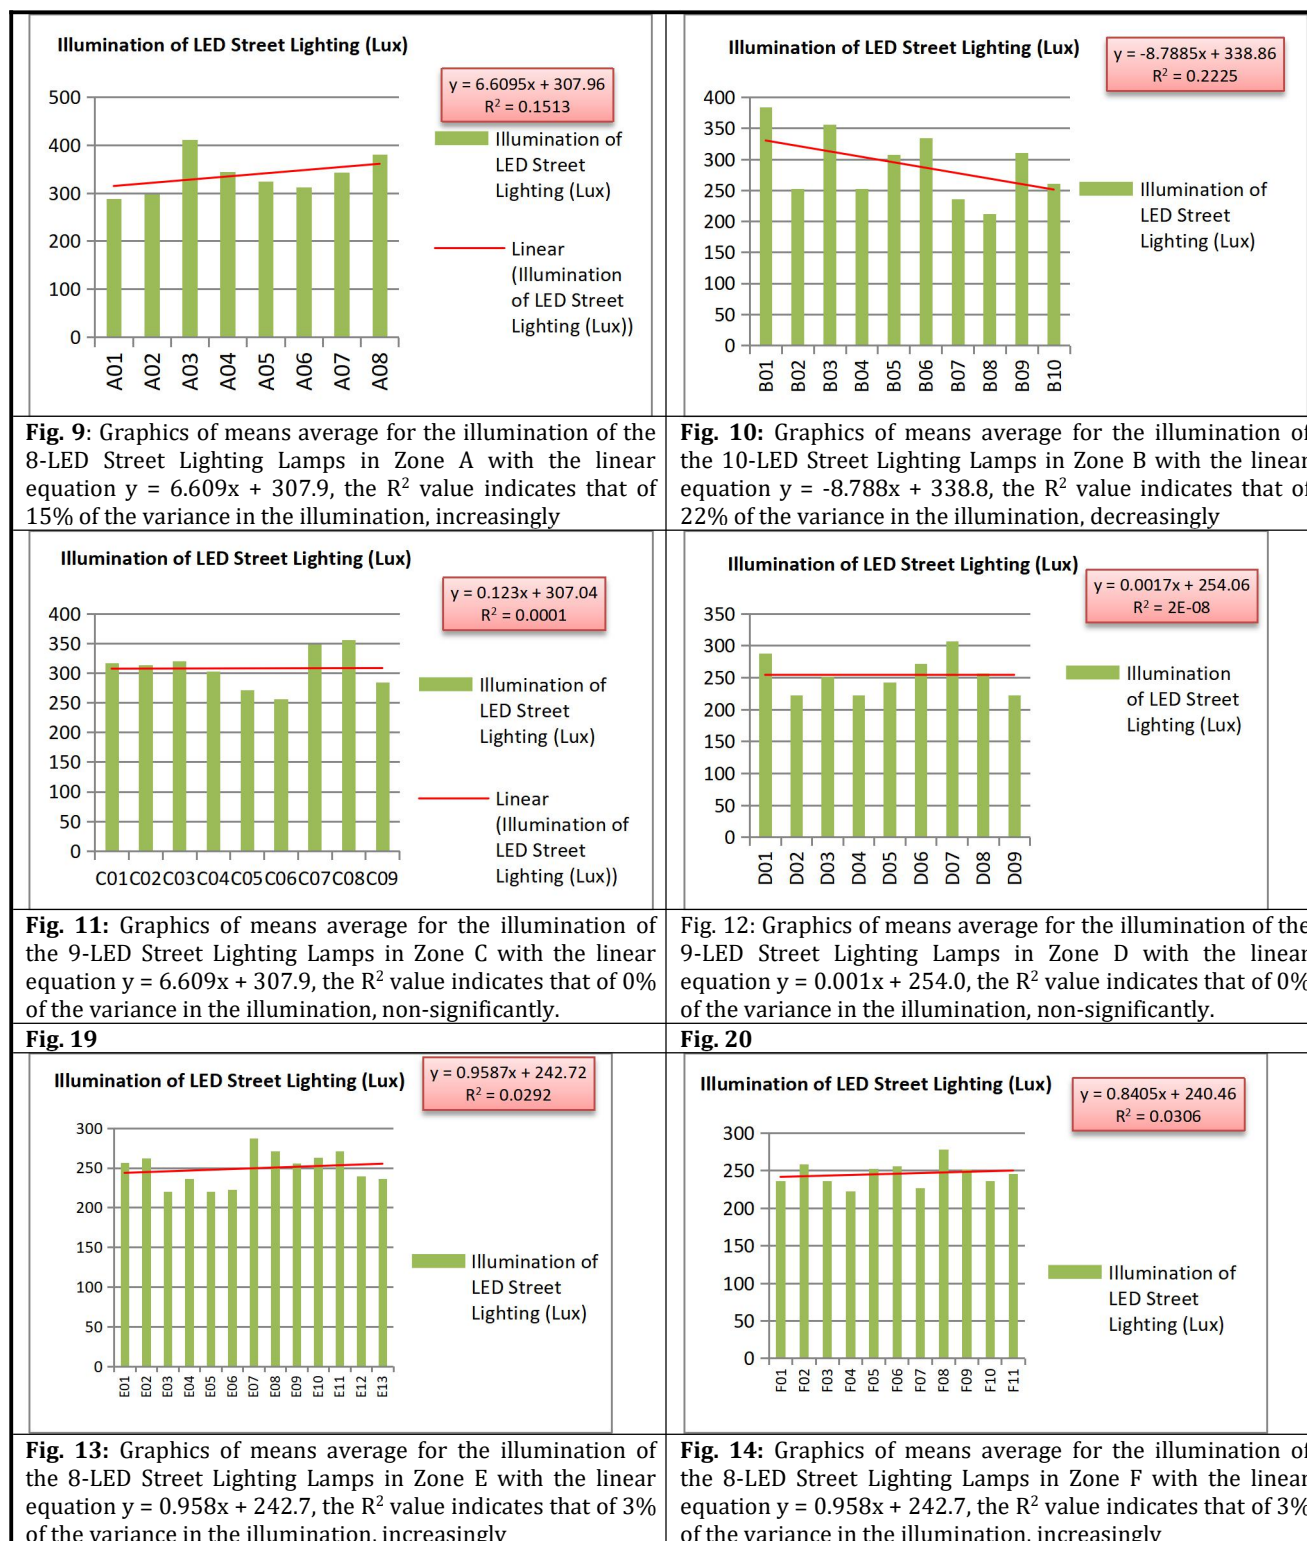 Illumination of LED Street Lighting (Lux)
y = 6.6095x + 307.96
R² = 0.1513
500
400
300
200
100
0
A01 A02 A03 A04 A05 A06 A07 A08
Illumination of
LED Street
Lighting (Lux)
Linear
(Illumination
of LED Street
Lighting (Lux))
Illumination of LED Street Lighting (Lux)
y = -8.7885x + 338.86
R² = 0.2225
400
350
300
250
200
150
100
50
0
B01 B02 B03 B04 B05 B06 B07 B08 B09 B10
Illumination of
LED Street
Lighting (Lux)
Fig. 9: Graphics of means average for the illumination of the
8-LED Street Lighting Lamps in Zone A with the linear
equation y = 6.609x + 307.9, the R² value indicates that of
15% of the variance in the illumination, increasingly
Fig. 10: Graphics of means average for the illumination of
the 10-LED Street Lighting Lamps in Zone B with the linear
equation y = -8.788x + 338.8, the R² value indicates that of
22% of the variance in the illumination, decreasingly
Illumination of LED Street Lighting (Lux)
y = 0.123x + 307.04
R² = 0.0001
400
350
300
250
200
150
100
50
0
C01 C02 C03 C04 C05 C06 C07 C08 C09
Illumination of
LED Street
Lighting (Lux)
Linear
(Illumination of
LED Street
Lighting (Lux))
Illumination of LED Street Lighting (Lux)
y = 0.0017x + 254.06
R² = 2E-08
350
300
250
200
150
100
50
0
D01 D02 D03 D04 D05 D06 D07 D08 D09
Illumination
of LED Street
Lighting (Lux)
Fig. 11: Graphics of means average for the illumination of
the 9-LED Street Lighting Lamps in Zone C with the linear
equation y = 6.609x + 307.9, the R² value indicates that of 0%
of the variance in the illumination, non-significantly.
Fig. 12: Graphics of means average for the illumination of the
9-LED Street Lighting Lamps in Zone D with the linear
equation y = 0.001x + 254.0, the R² value indicates that of 0%
of the variance in the illumination, non-significantly.
Fig. 19
Fig. 20
Illumination of LED Street Lighting (Lux)
y = 0.9587x + 242.72
R² = 0.0292
300
250
200
150
100
50
0
E01 E02 E03 E04 E05 E06 E07 E08 E09 E10 E11 E12 E13
Illumination of
LED Street
Lighting (Lux)
Illumination of LED Street Lighting (Lux)
y = 0.8405x + 240.46
R² = 0.0306
300
250
200
150
100
50
0
F01 F02 F03 F04 F05 F06 F07 F08 F09 F10 F11
Illumination of
LED Street
Lighting (Lux)
Fig. 13: Graphics of means average for the illumination of
the 8-LED Street Lighting Lamps in Zone E with the linear
equation y = 0.958x + 242.7, the R² value indicates that of 3%
of the variance in the illumination, increasingly
Fig. 14: Graphics of means average for the illumination of
the 8-LED Street Lighting Lamps in Zone F with the linear
equation y = 0.958x + 242.7, the R² value indicates that of 3%
of the variance in the illumination, increasingly